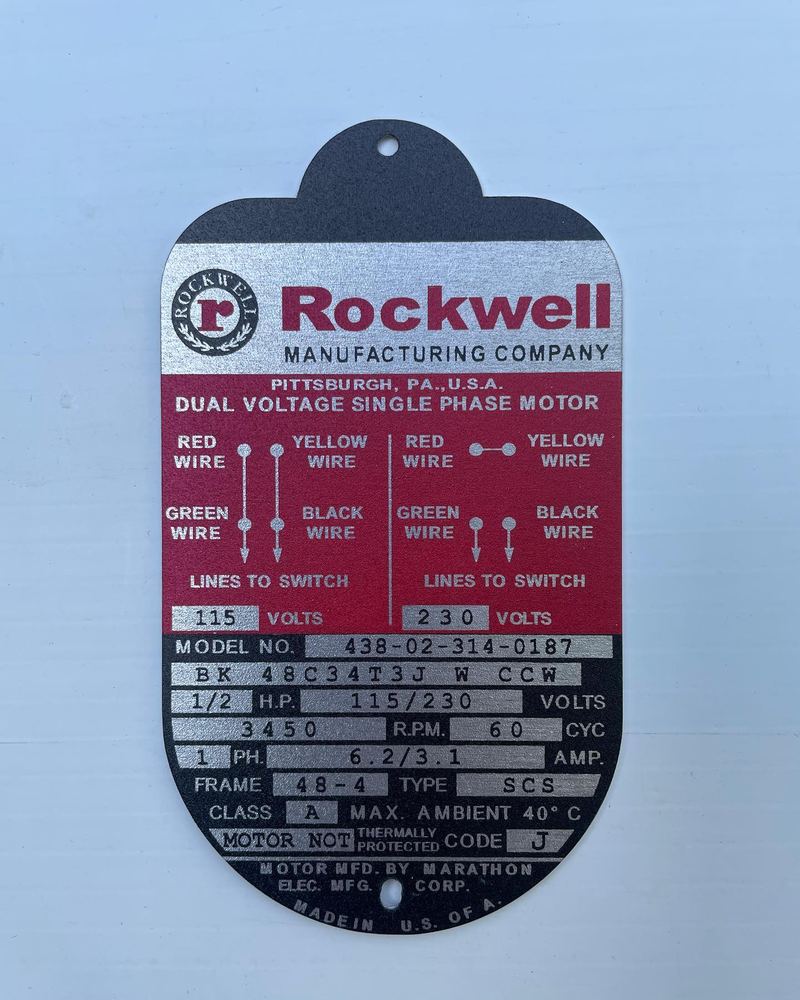 ROCKWELL
r
Rockwell
MANUFACTURING COMPANY
PITTSBURGH, PA.,U.S.A.
DUAL VOLTAGE SINGLE PHASE MOTOR
RED WIRE YELLOW WIRE
GREEN WIRE BLACK WIRE
LINES TO SWITCH
115 VOLTS
RED WIRE YELLOW WIRE
GREEN WIRE BLACK WIRE
LINES TO SWITCH
230 VOLTS
MODEL NO. 438-02-314-0187
BK 48C34T3J W CCW
1/2 H.P. 115/230 VOLTS
3450 R.P.M. 60 CYC
1 PH. 6.2/3.1 AMP.
FRAME 48-4 TYPE SCS
CLASS A MAX. AMBIENT 40° C
MOTOR NOT THERMALLY PROTECTED CODE J
MOTOR MFD. BY MARATHON
ELEC. MFG. CORP.
MADE IN U.S. OF A.